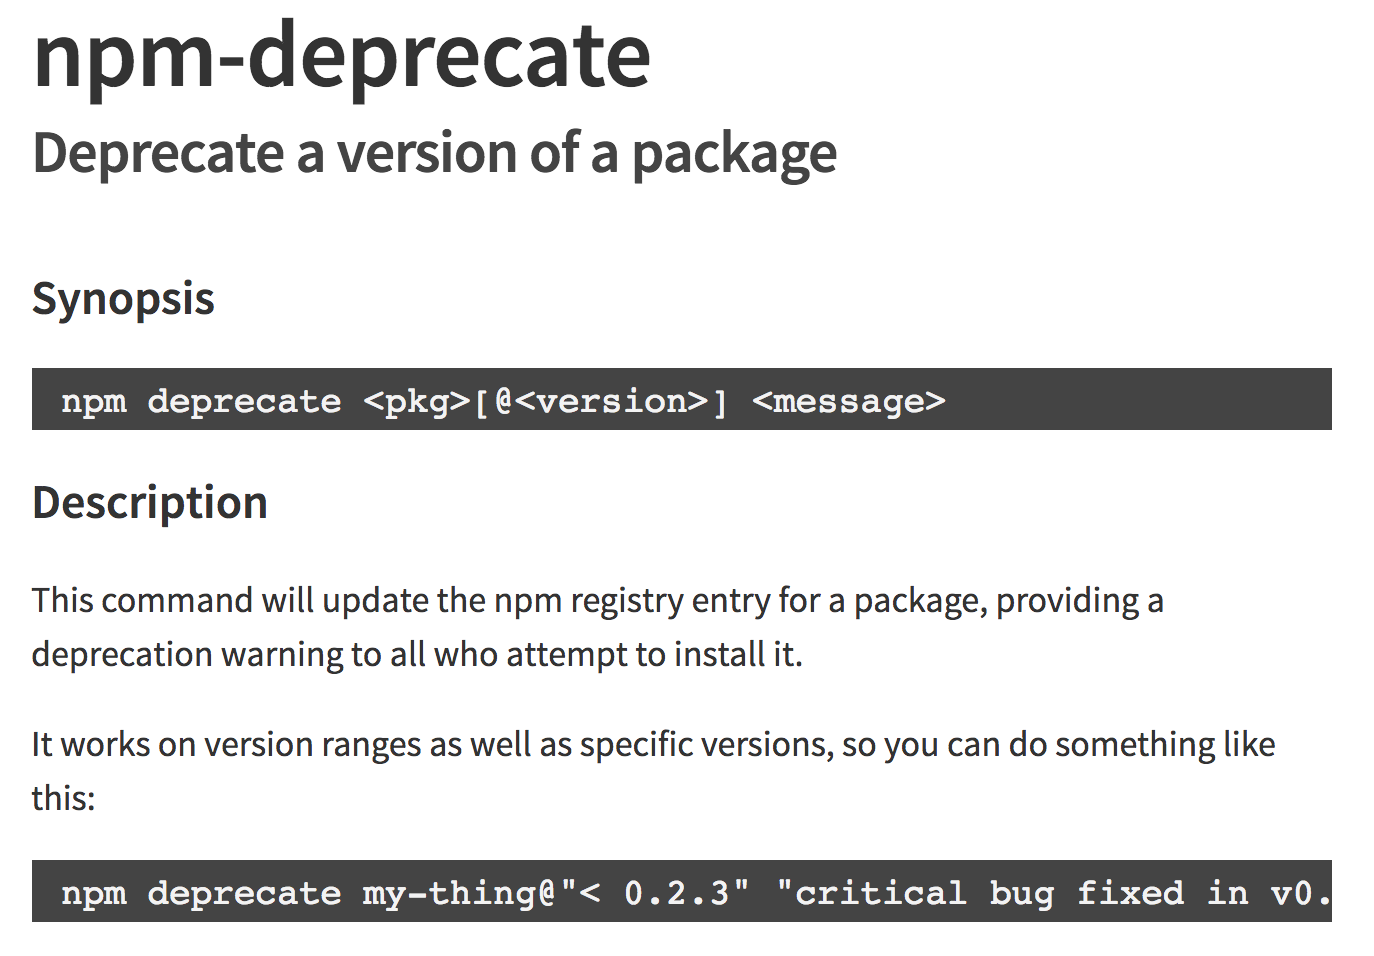 npm-deprecate
Deprecate a version of a package
Synopsis
npm deprecate <pkg>[@<version>] <message>
Description
This command will update the npm registry entry for a package, providing a
deprecation warning to all who attempt to install it.
It works on version ranges as well as specific versions, so you can do something like
this:
npm deprecate my-thing@"< 0.2.3" "critical bug fixed in v0.